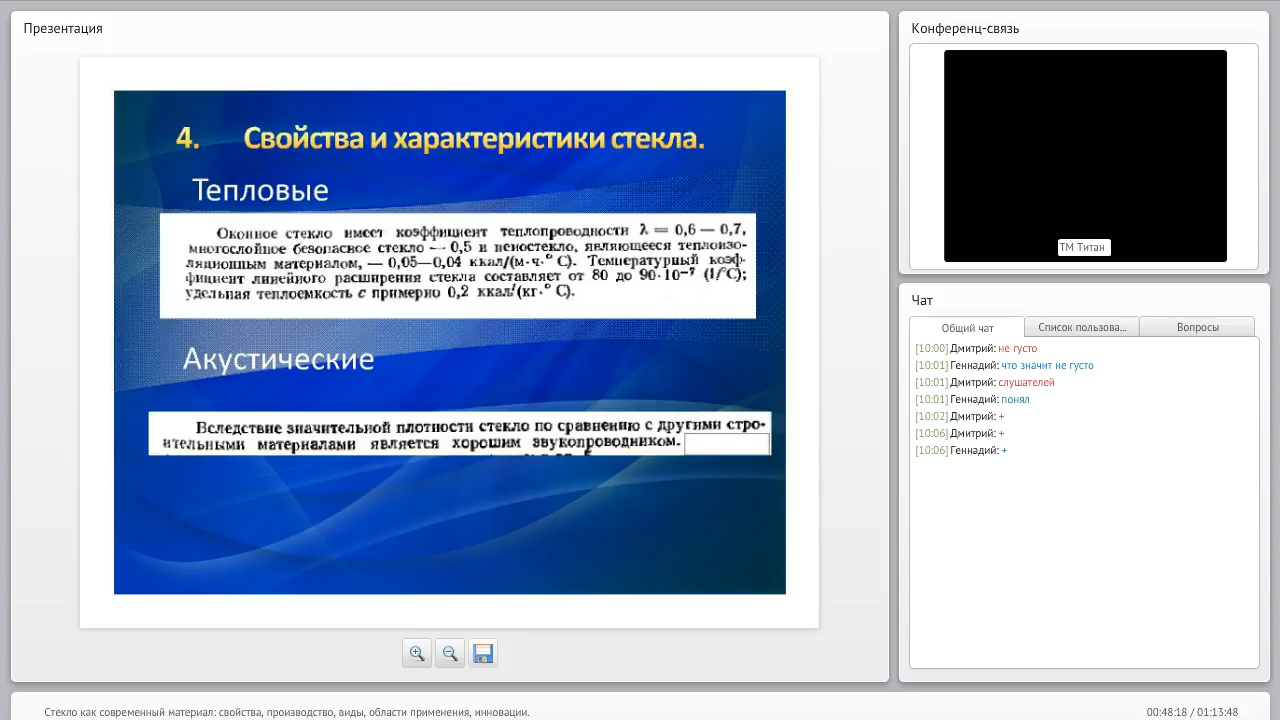 Презентация
4. Свойства и характеристики стекла.
Тепловые
Оконное стекло имеет коэффициент теплопроводности λ = 0,6 — 0,7,
многослойное безопасное стекло — 0,5 и пеностекло, являющееся теплоизо-
ляционным материалом, — 0,05—0,04 ккал/(м·ч·° С). Температурный коэф-
фициент линейного расширения стекла составляет от 80 до 90·10⁻⁷ (1/°С);
удельная теплоемкость с примерно 0,2 ккал/(кг·° С).
Акустические
Вследствие значительной плотности стекло по сравнению с другими стро-
ительными материалами является хорошим звукопроводником.
Конференц-связь
ТМ Титан
Чат
Общий чат
Список пользова...
Вопросы
[10:00] Дмитрий: не густо
[10:01] Геннадий: что значит не густо
[10:01] Дмитрий: слушателей
[10:01] Геннадий: понял
[10:02] Дмитрий: +
[10:06] Дмитрий: +
[10:06] Геннадий: +
Стекло как современный материал: свойства, производство, виды, области применения, инновации.
00:48:18 / 01:13:48